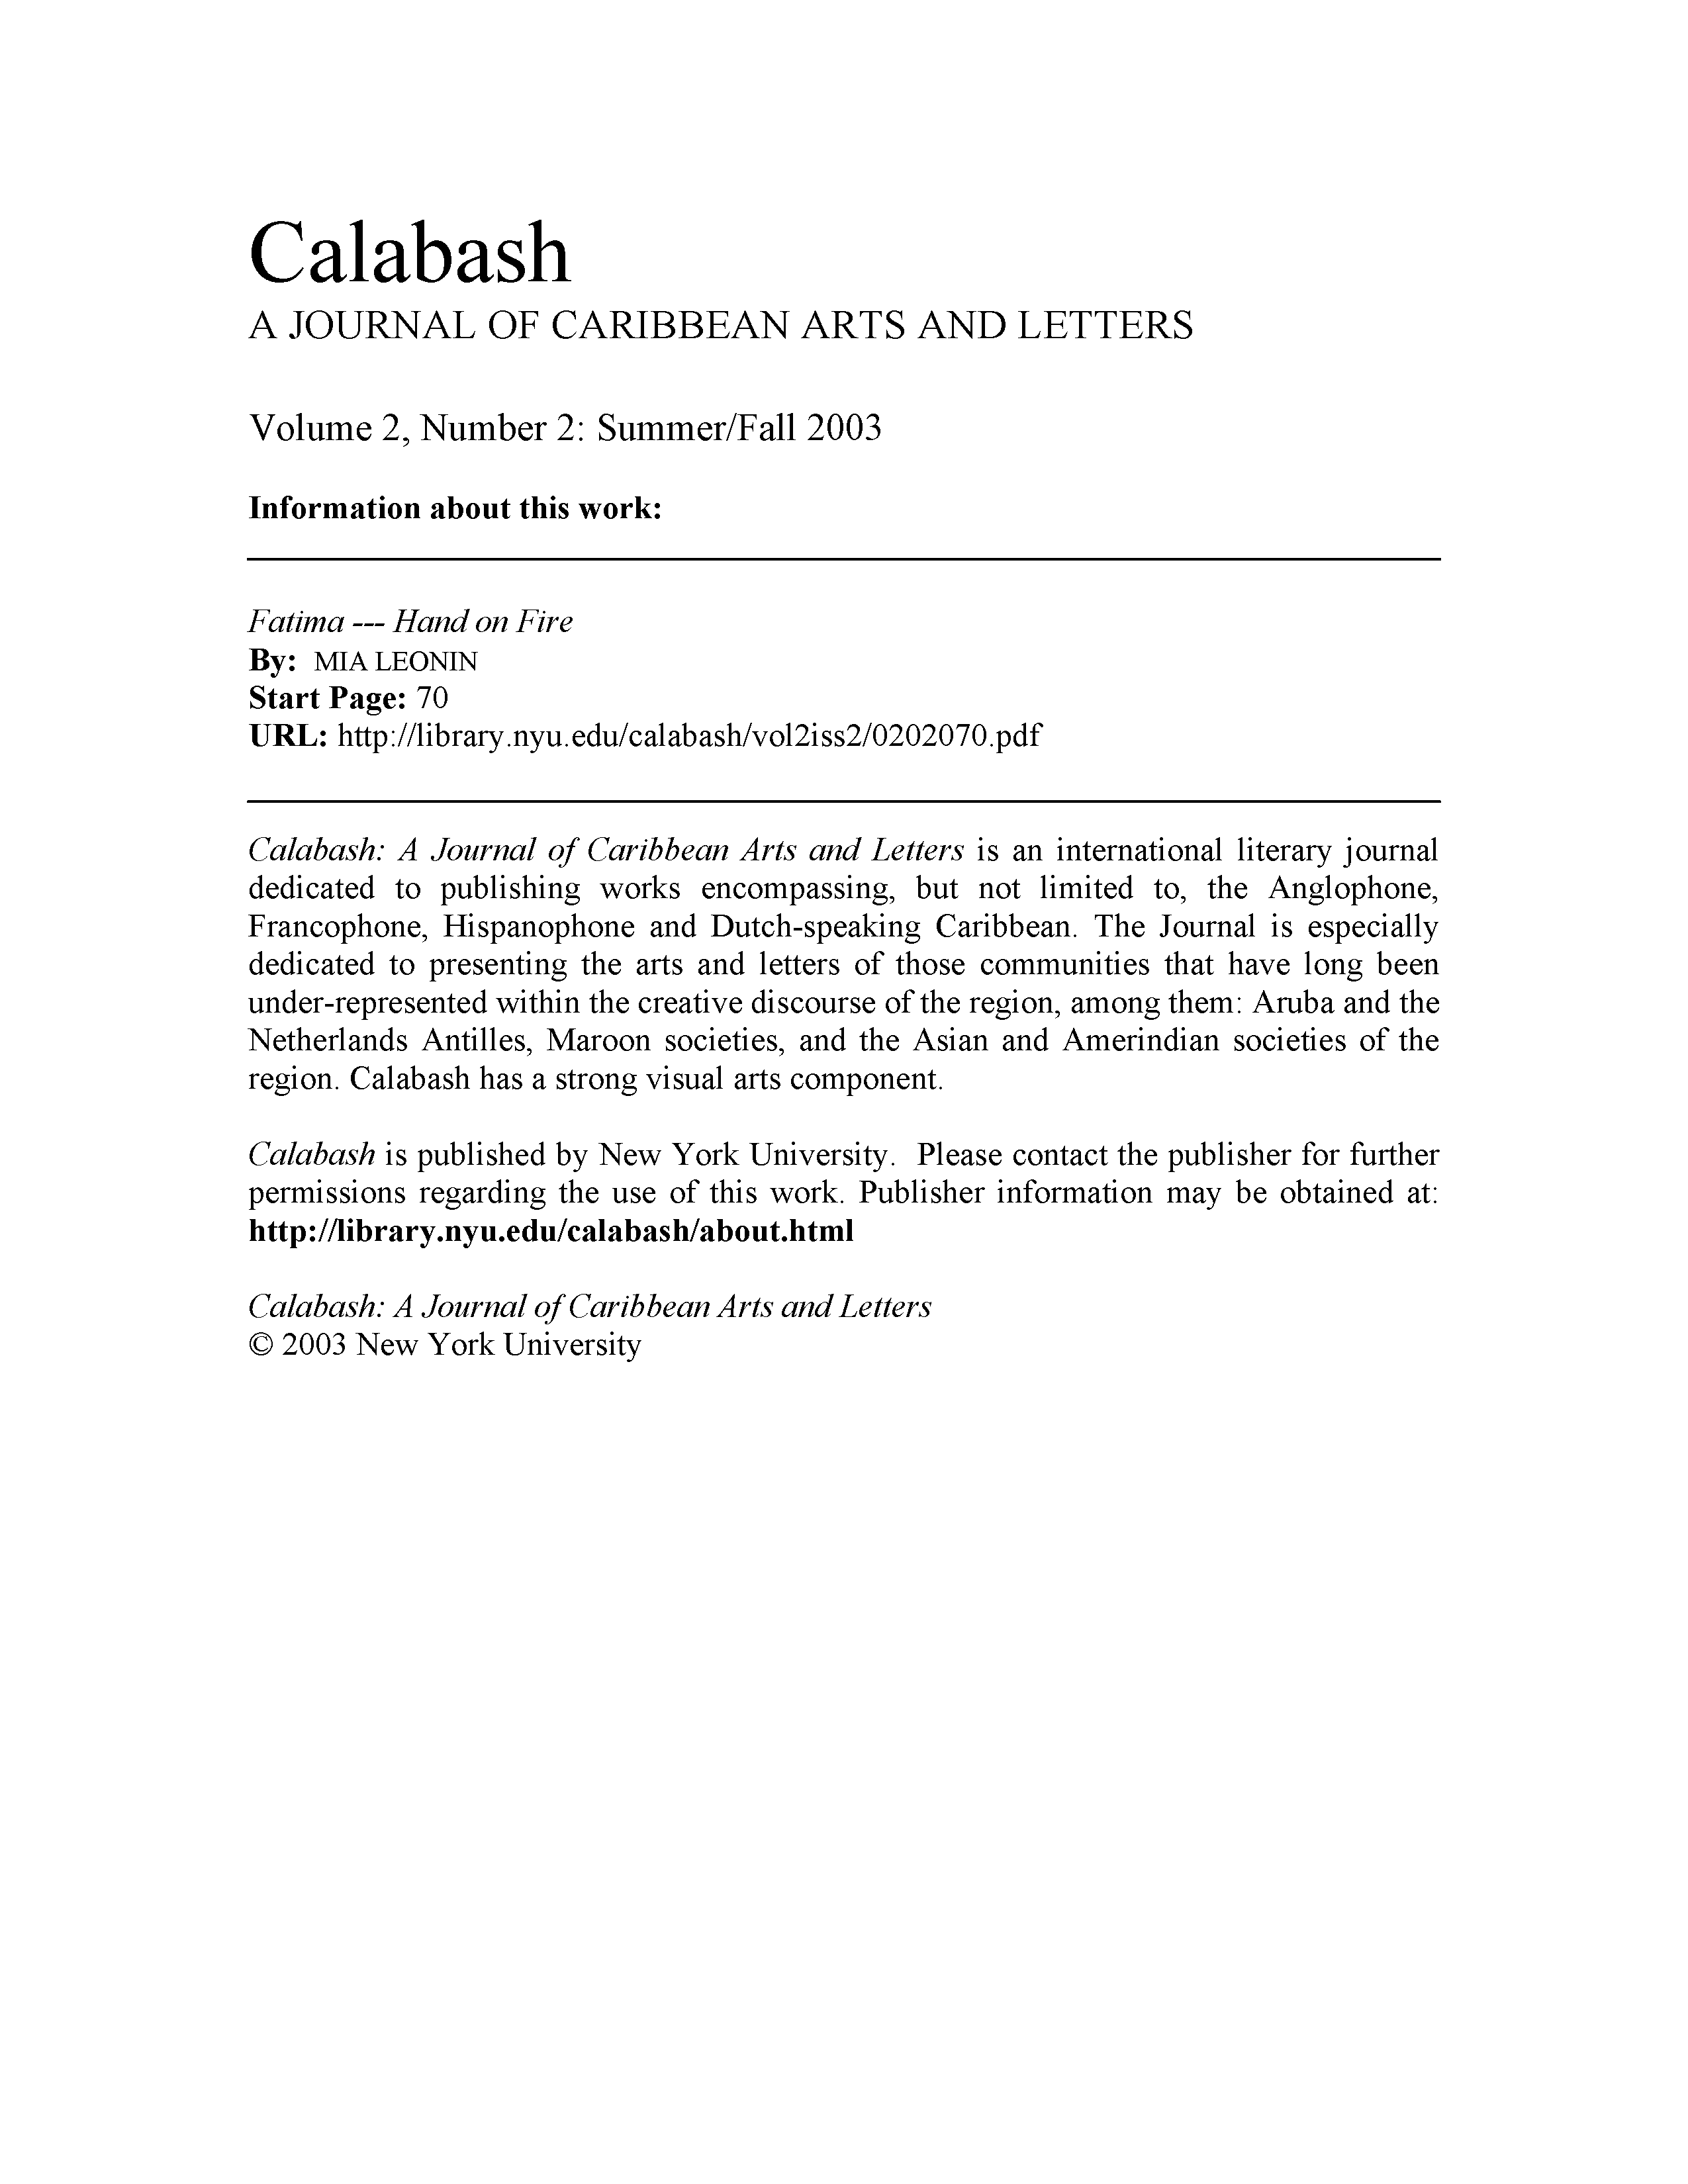 Calabash
A JOURNAL OF CARIBBEAN ARTS AND LETTERS
Volume 2, Number 2: Summer/Fall 2003
Information about this work:
Fatima --- Hand on Fire
By: MIA LEONIN
Start Page: 70
URL: http://library.nyu.edu/calabash/vol2iss2/0202070.pdf
Calabash: A Journal of Caribbean Arts and Letters is an international literary journal
dedicated to publishing works encompassing, but not limited to, the Anglophone,
Francophone, Hispanophone and Dutch-speaking Caribbean. The Journal is especially
dedicated to presenting the arts and letters of those communities that have long been
under-represented within the creative discourse of the region, among them: Aruba and the
Netherlands Antilles, Maroon societies, and the Asian and Amerindian societies of the
region. Calabash has a strong visual arts component.
Calabash is published by New York University. Please contact the publisher for further
permissions regarding the use of this work. Publisher information may be obtained at:
http://library.nyu.edu/calabash/about.html
Calabash: A Journal of Caribbean Arts and Letters
© 2003 New York University